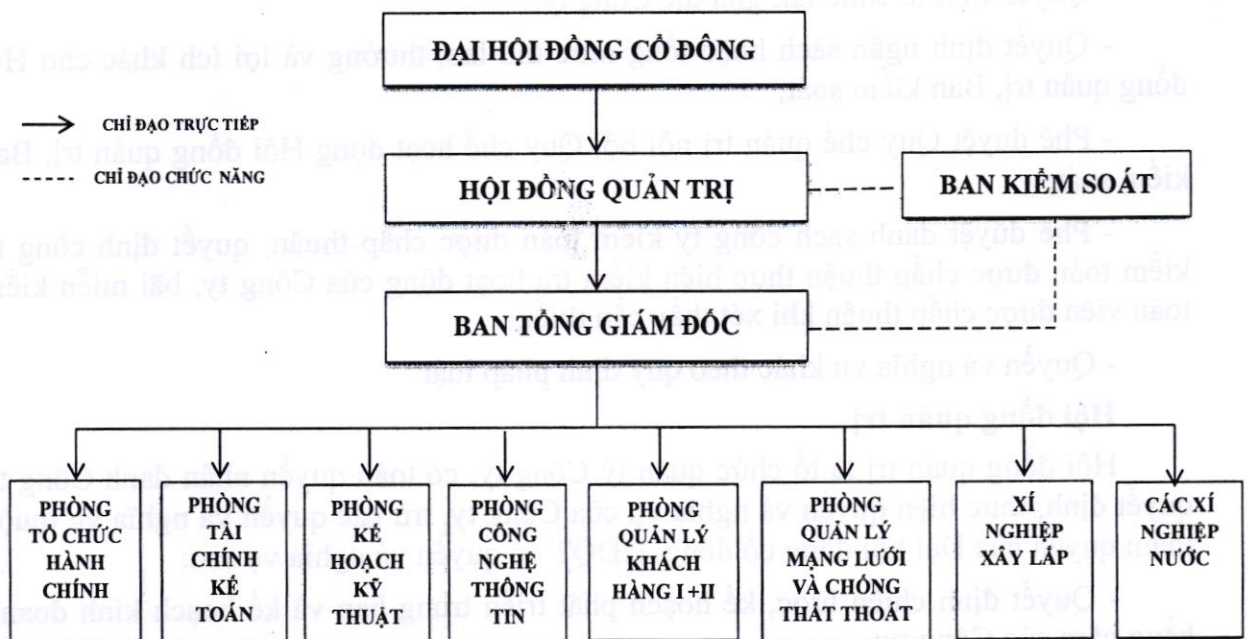 ĐẠI HỘI ĐỒNG CỔ ĐÔNG
CHỈ ĐẠO TRỰC TIẾP
CHỈ ĐẠO CHỨC NĂNG
HỘI ĐỒNG QUẢN TRỊ
BAN KIỂM SOÁT
BAN TỔNG GIÁM ĐỐC
PHÒNG
TỔ CHỨC
HÀNH
CHÍNH
PHÒNG
TÀI
CHÍNH
KẾ
TOÁN
PHÒNG
KẾ
HOẠCH
KỸ
THUẬT
PHÒNG
CÔNG
NGHỆ
THÔNG
TIN
PHÒNG
QUẢN LÝ
KHÁCH
HÀNG I +II
PHÒNG
QUẢN LÝ
MẠNG LƯỚI
VÀ CHỐNG
THẤT THOÁT
XÍ
NGHIỆP
XÂY LẮP
CÁC XÍ
NGHIỆP
NƯỚC